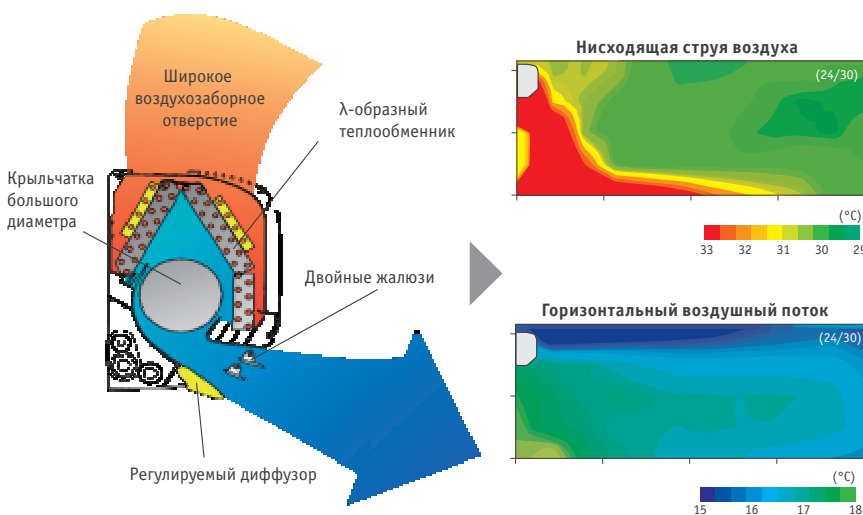 Широкое
воздухозаборное
отверстие
λ-образный
теплообменник
Крыльчатка
большого
диаметра
Двойные жалюзи
Регулируемый диффузор
Нисходящая струя воздуха
(24/30)
(°C)
33 32 31 30 29
Горизонтальный воздушный поток
(24/30)
(°C)
15 16 17 18